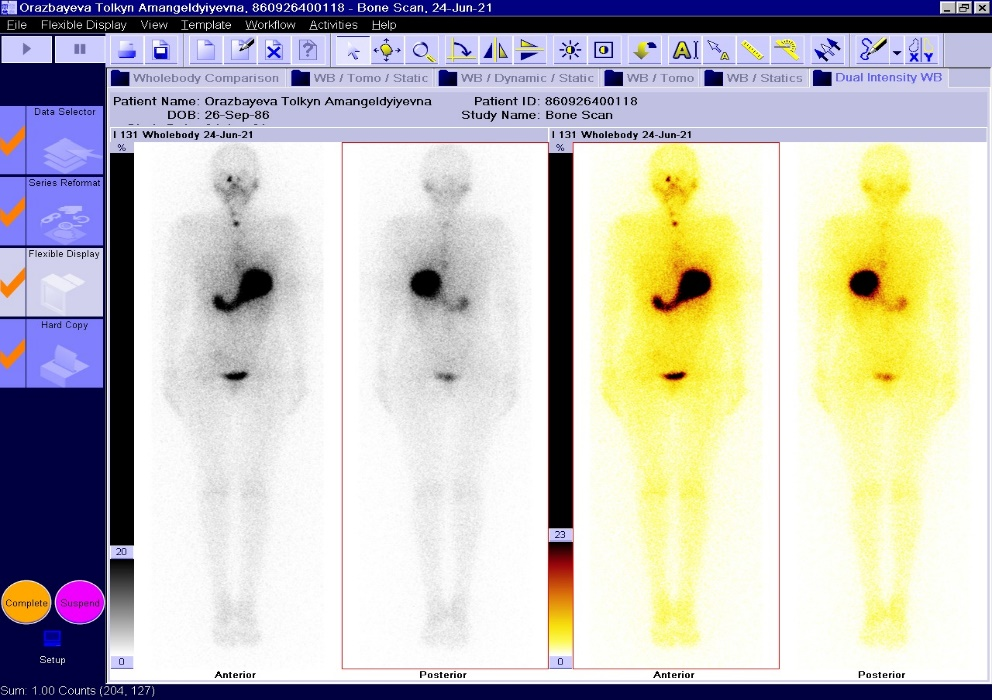 Orazbayeva Tolkyn Amangeldyiyevna, 860926400118 - Bone Scan, 24-Jun-21
File Flexible Display View Template Workflow Activities Help
Wholebody Comparison WB / Tomo / Static WB / Dynamic / Static WB / Tomo WB / Statics Dual Intensity WB
Patient Name: Orazbayeva Tolkyn Amangeldyiyevna Patient ID: 860926400118
DOB: 26-Sep-86 Study Name: Bone Scan
Data Selector
Series Reformat
Flexible Display
Hard Copy
Complete Suspend
Setup
I 131 Wholebody 24-Jun-21 I 131 Wholebody 24-Jun-21
% %
23
20
0 0
Anterior Posterior Anterior Posterior
Sum: 1.00 Counts (204, 127)